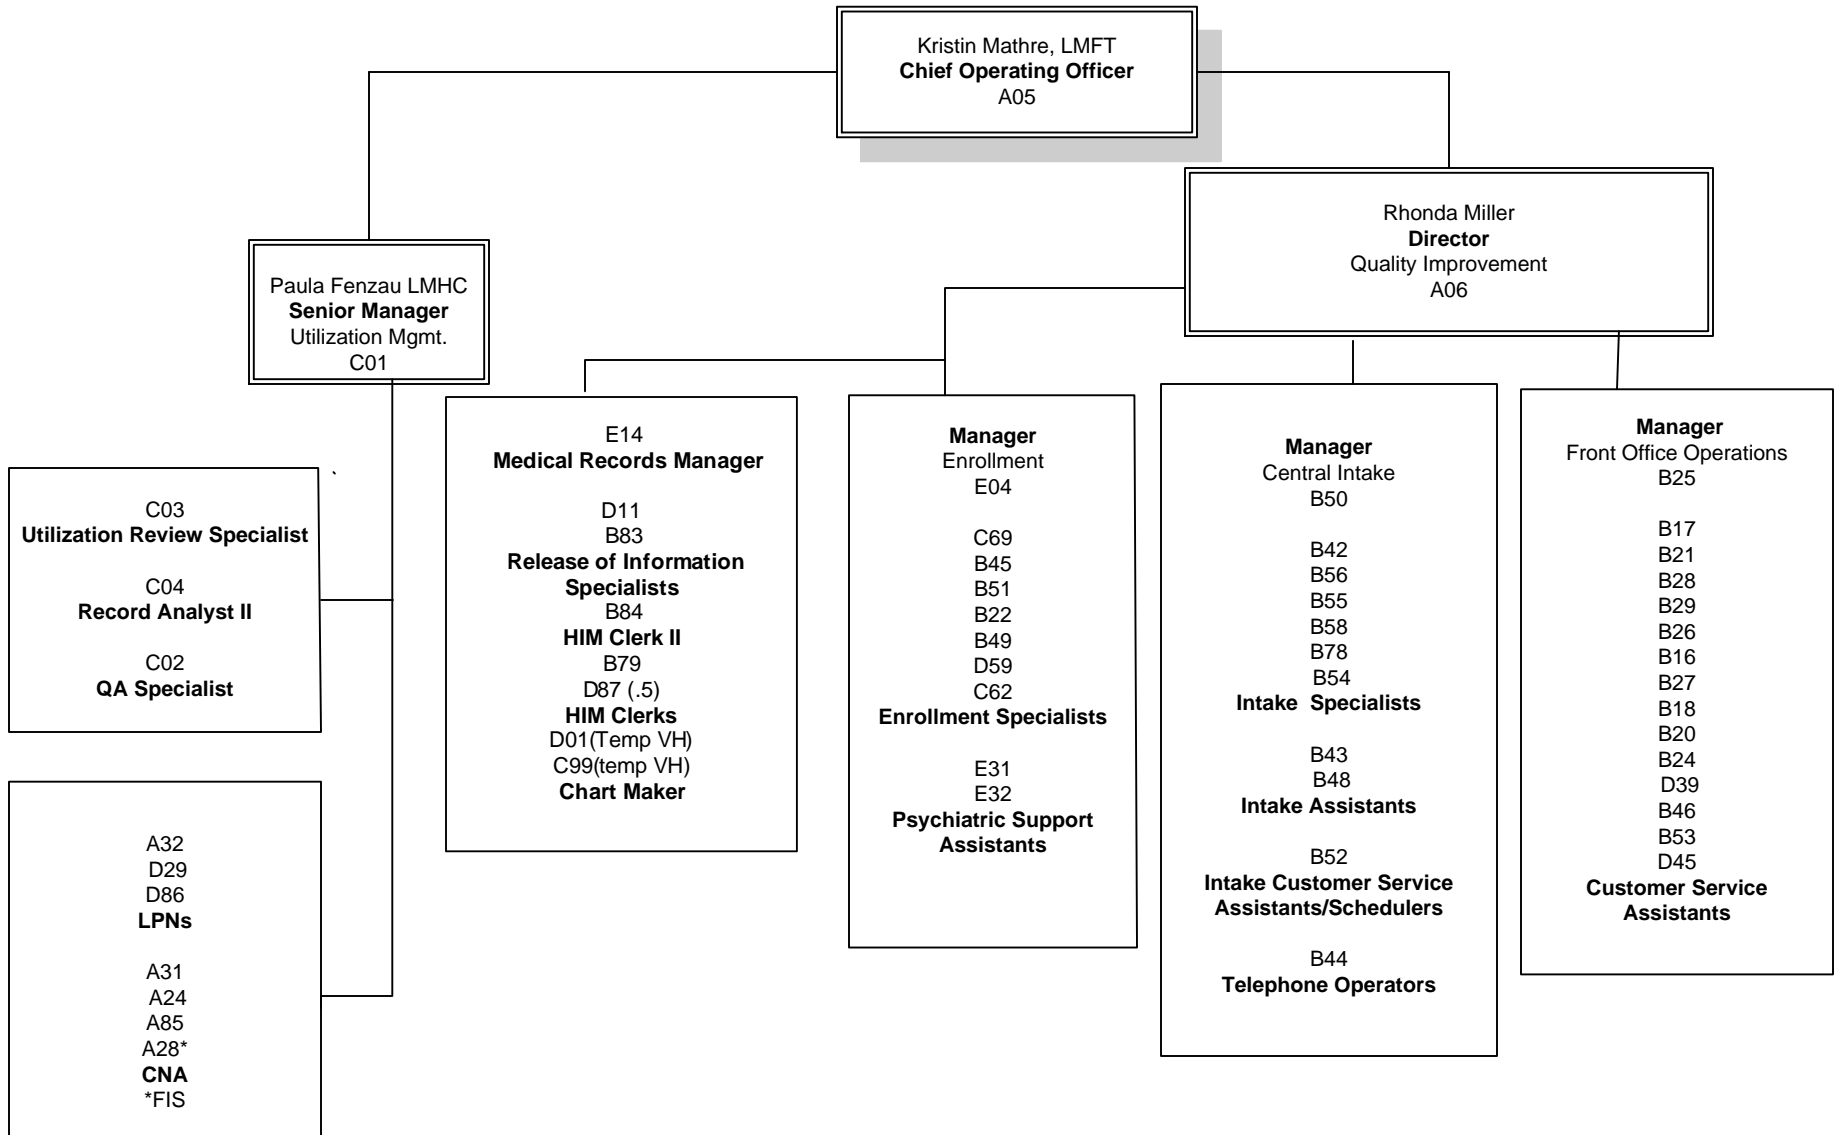 Kristin Mathre, LMFT
Chief Operating Officer
A05
Rhonda Miller
Director
Quality Improvement
A06
Paula Fenzau LMHC
Senior Manager
Utilization Mgmt.
C01
C03
Utilization Review Specialist
C04
Record Analyst II
C02
QA Specialist
A32
D29
D86
LPNs
A31
A24
A85
A28*
CNA
*FIS
E14
Medical Records Manager
D11
B83
Release of Information
Specialists
B84
HIM Clerk II
B79
D87 (.5)
HIM Clerks
D01(Temp VH)
C99(temp VH)
Chart Maker
Manager
Enrollment
E04
C69
B45
B51
B22
B49
D59
C62
Enrollment Specialists
E31
E32
Psychiatric Support
Assistants
Manager
Central Intake
B50
B42
B56
B55
B58
B78
B54
Intake  Specialists
B43
B48
Intake Assistants
B52
Intake Customer Service
Assistants/Schedulers
B44
Telephone Operators
Manager
Front Office Operations
B25
B17
B21
B28
B29
B26
B16
B27
B18
B20
B24
D39
B46
B53
D45
Customer Service
Assistants